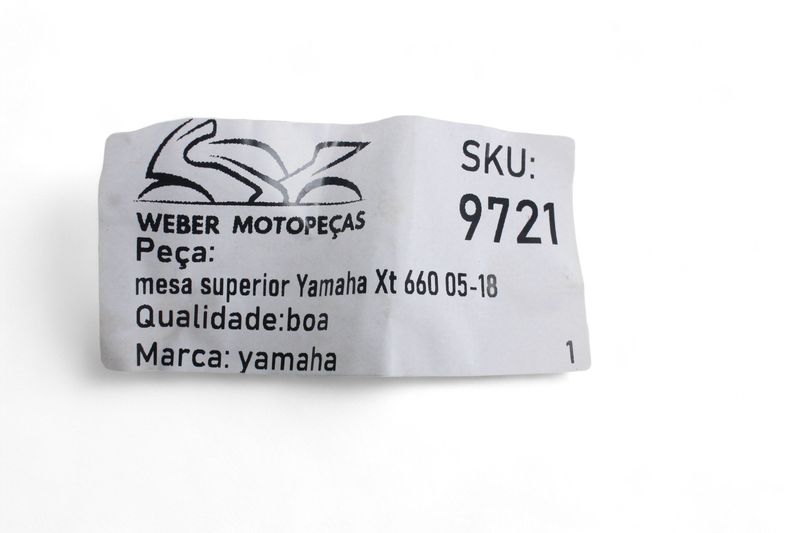 WEBER MOTOPEÇAS
SKU:
9721
Peça:
mesa superior Yamaha Xt 660 05-18
Qualidade:boa
Marca: yamaha
1